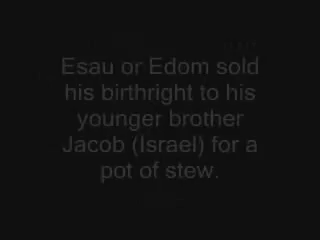 Esau or Edom sold
his birthright to his
younger brother
Jacob (Israel) for a
pot of stew.